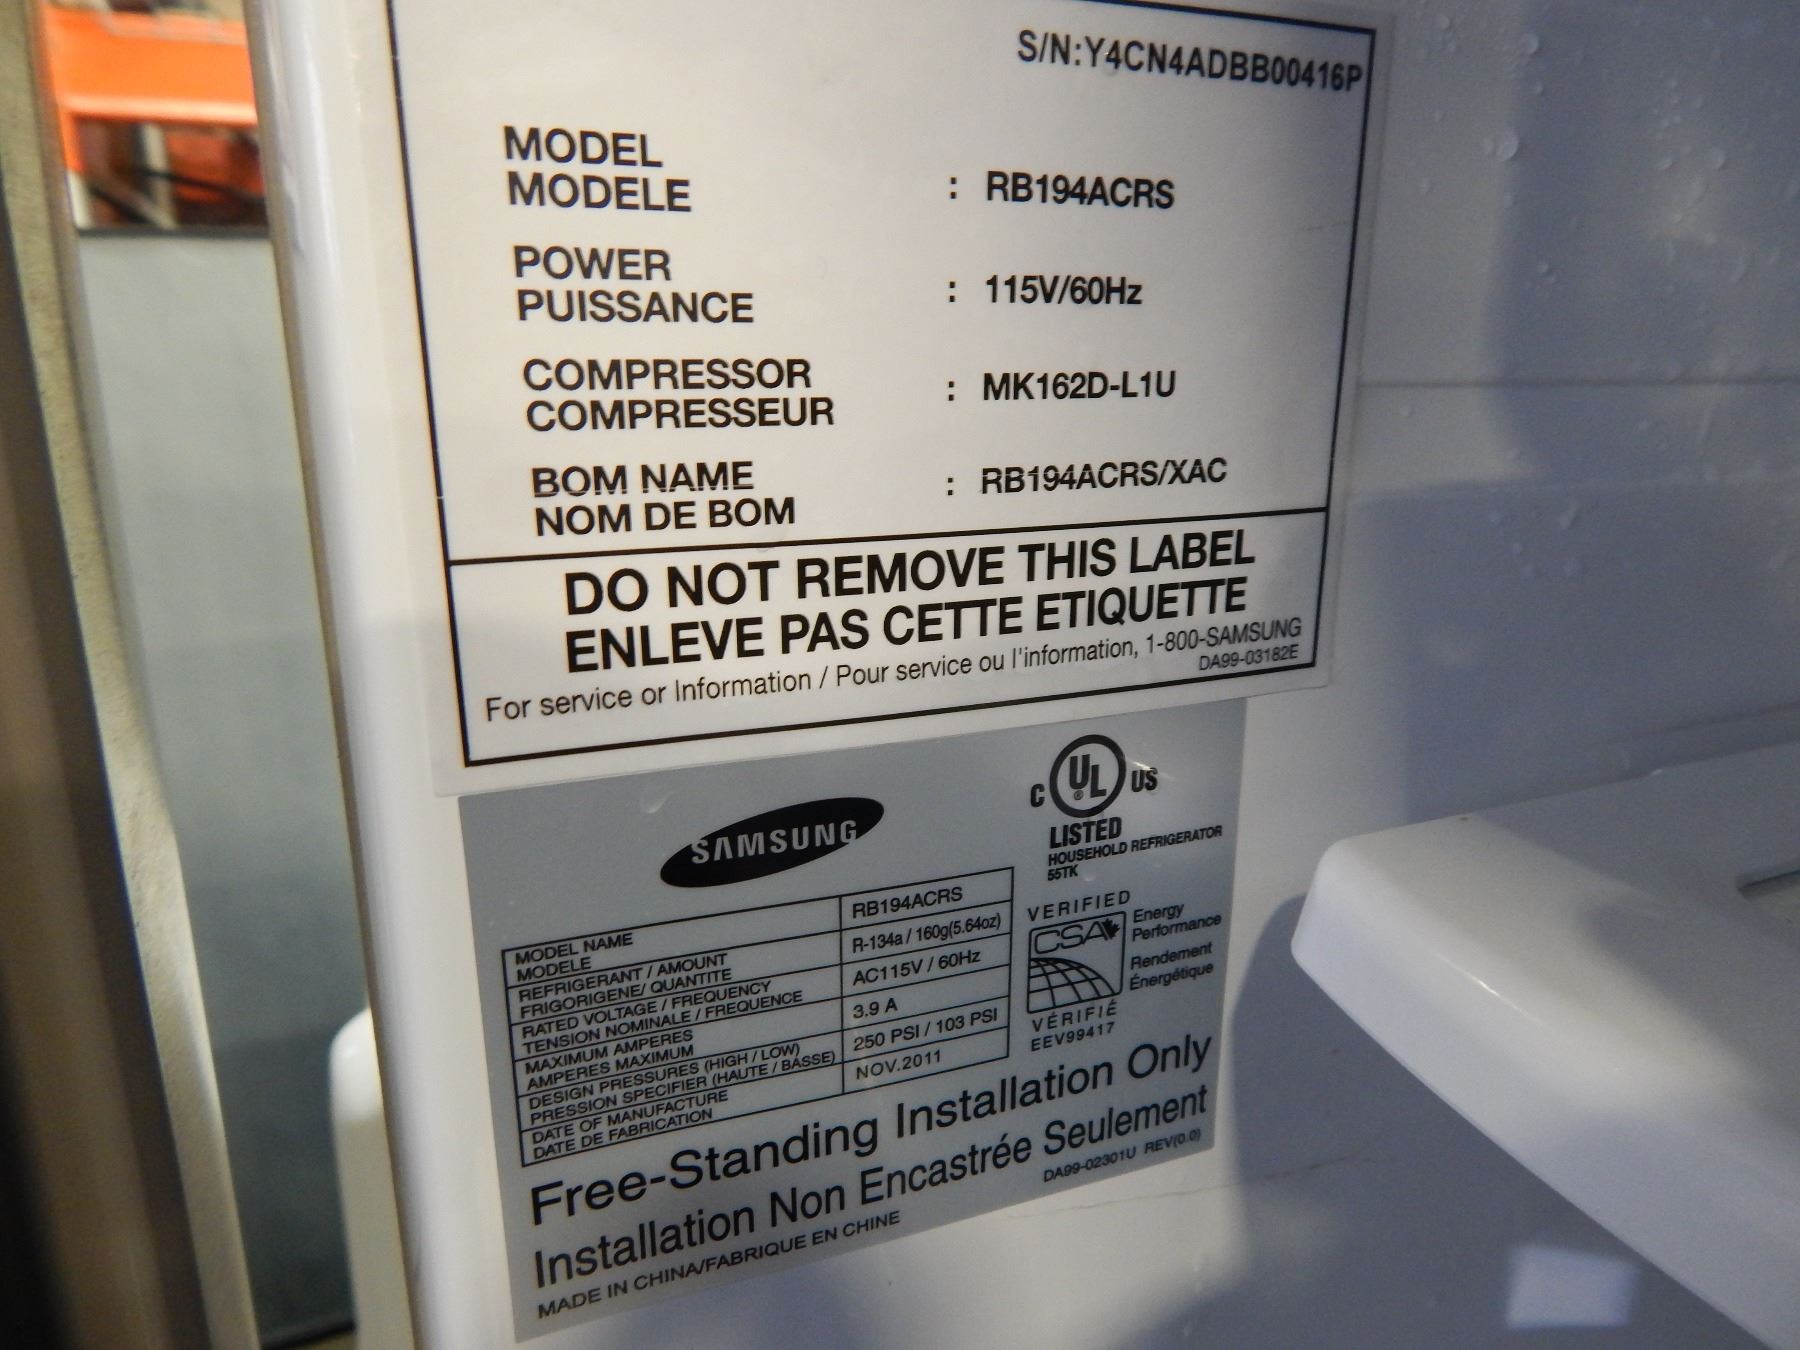 S/N:Y4CN4ADBB00416P
MODEL
MODELE : RB194ACRS
POWER
PUISSANCE : 115V/60Hz
COMPRESSOR
COMPRESSEUR : MK162D-L1U
BOM NAME
NOM DE BOM : RB194ACRS/XAC
DO NOT REMOVE THIS LABEL
ENLEVE PAS CETTE ETIQUETTE
For service or Information / Pour service ou l'information, 1-800-SAMSUNG
DA99-03182E
SAMSUNG
C UL ® US
LISTED
HOUSEHOLD REFRIGERATOR
55TK
MODEL NAME
MODELE RB194ACRS
REFRIGERANT / AMOUNT
FRIGORIGENE/ QUANTITE R-134a / 160g(5.64oz)
RATED VOLTAGE / FREQUENCY
TENSION NOMINALE / FREQUENCE AC115V / 60Hz
MAXIMUM AMPERES
AMPERES MAXIMUM 3.9 A
DESIGN PRESSURES (HIGH / LOW)
PRESSION SPECIFIER (HAUTE / BASSE) 250 PSI / 103 PSI
DATE OF MANUFACTURE
DATE DE FABRICATION NOV.2011
VERIFIED
CSA
Energy
Performance
Rendement
Énergétique
VÉRIFIÉ
EEV99417
Free-Standing Installation Only
Installation Non Encastrée Seulement
DA99-02301U REV(0.0)
MADE IN CHINA/FABRIQUE EN CHINE